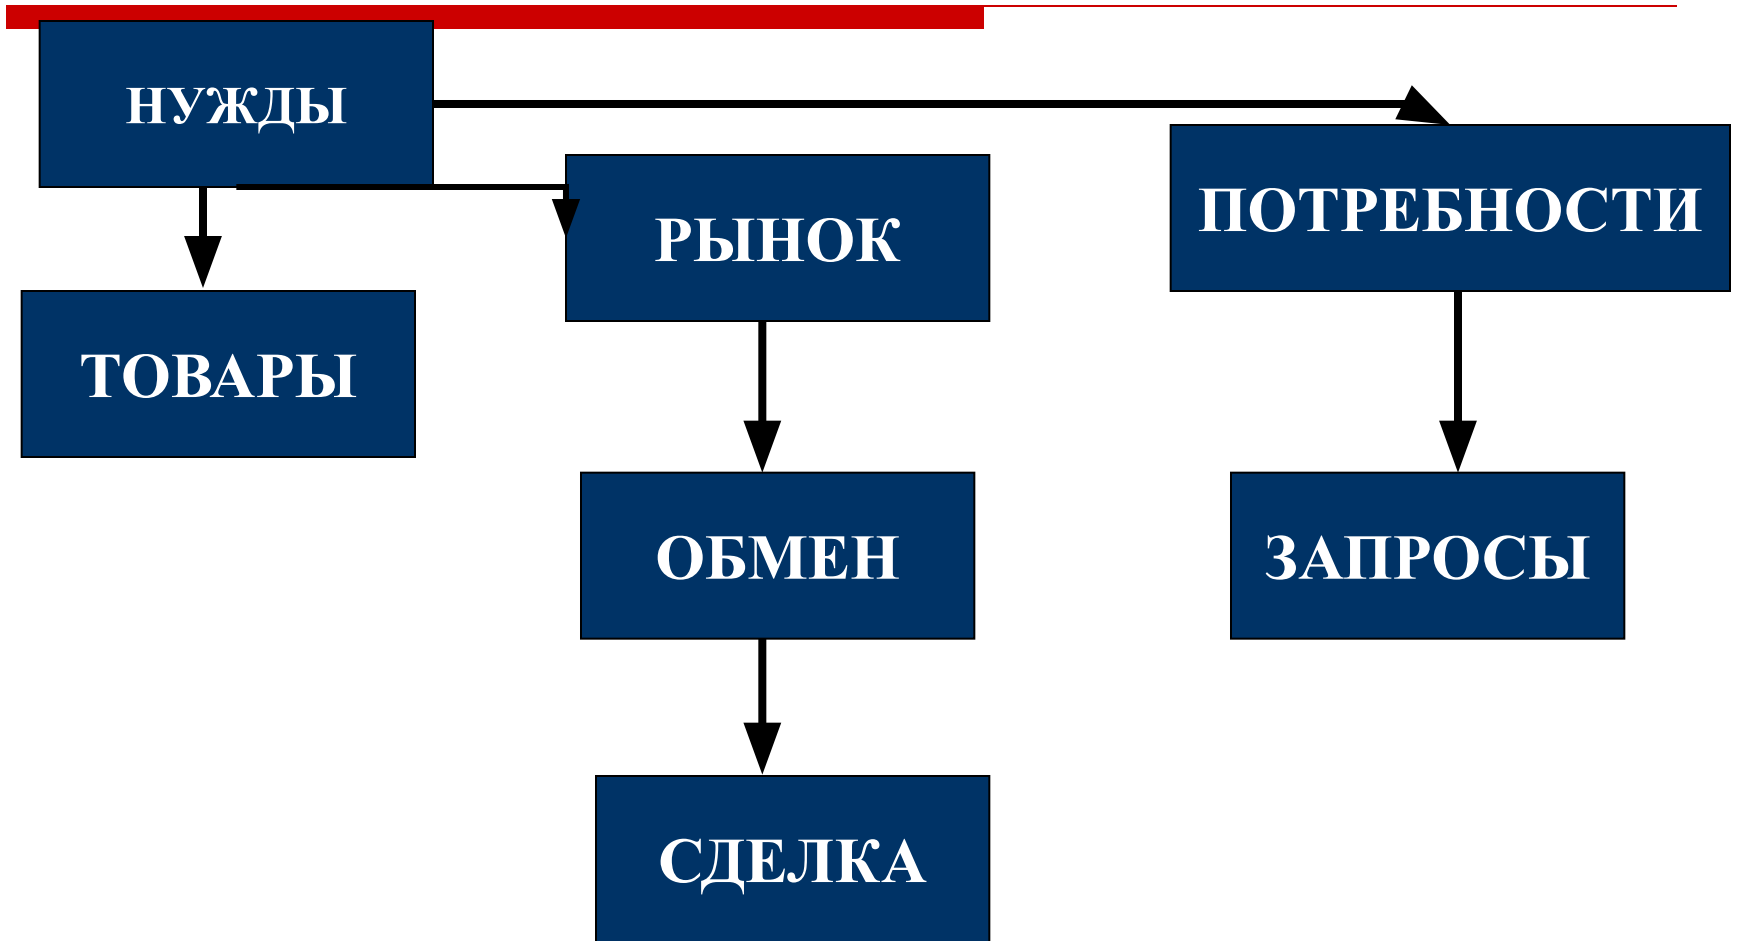 НУЖДЫ
ПОТРЕБНОСТИ
РЫНОК
ТОВАРЫ
ОБМЕН
ЗАПРОСЫ
СДЕЛКА